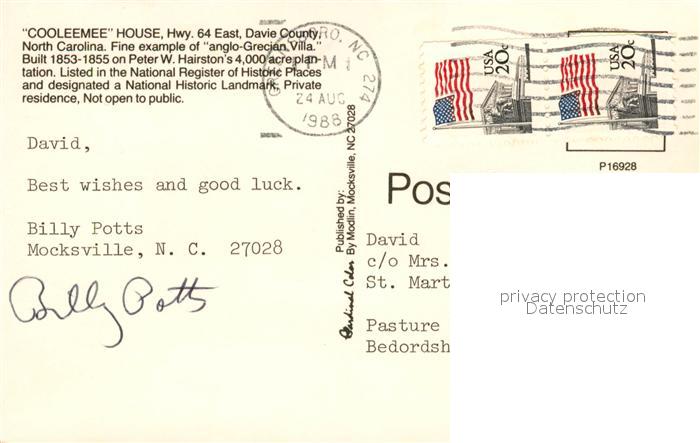 "COOLEEMEE" HOUSE, Hwy. 64 East, Davie County,
North Carolina. Fine example of "anglo-Grecian Villa."
Built 1853-1855 on Peter W. Hairston's 4,000 acre plan-
tation. Listed in the National Register of Historic Places
and designated a National Historic Landmark, Private
residence, Not open to public.
NC 274
PM
24 AUG
1988
USA 20c
USA 20c
P16928
David,
Best wishes and good luck.
Billy Potts
Mocksville, N. C. 27028
Billy Potts
Published by:
By Modlin, Mocksville, NC 27028
Cardinal Color
Pos
David
c/o Mrs.
St. Mart
Pasture
Bedordsh
privacy protection
Datenschutz